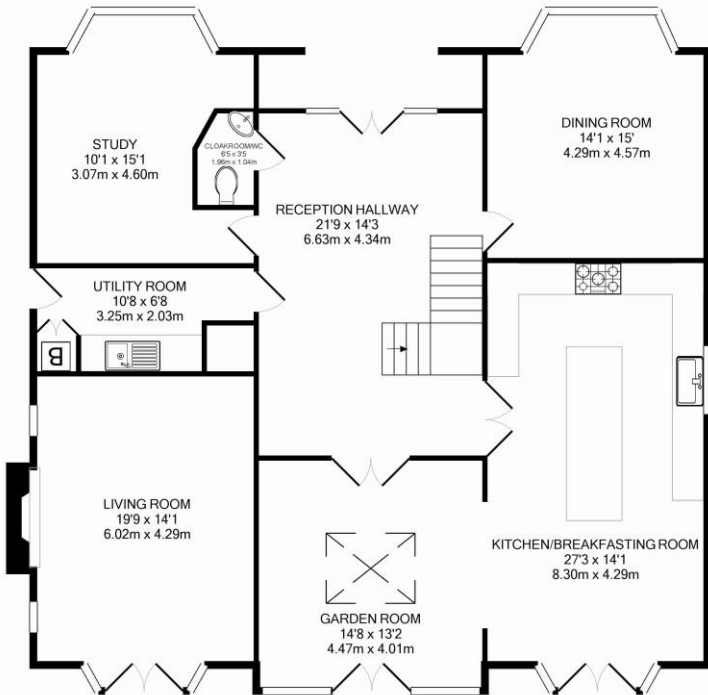 STUDY
10'1 x 15'1
3.07m x 4.60m
CLOAKROOM/WC
6'5 x 3'5
1.96m x 1.04m
DINING ROOM
14'1 x 15'
4.29m x 4.57m
RECEPTION HALLWAY
21'9 x 14'3
6.63m x 4.34m
UTILITY ROOM
10'8 x 6'8
3.25m x 2.03m
B
LIVING ROOM
19'9 x 14'1
6.02m x 4.29m
KITCHEN/BREAKFASTING ROOM
27'3 x 14'1
8.30m x 4.29m
GARDEN ROOM
14'8 x 13'2
4.47m x 4.01m